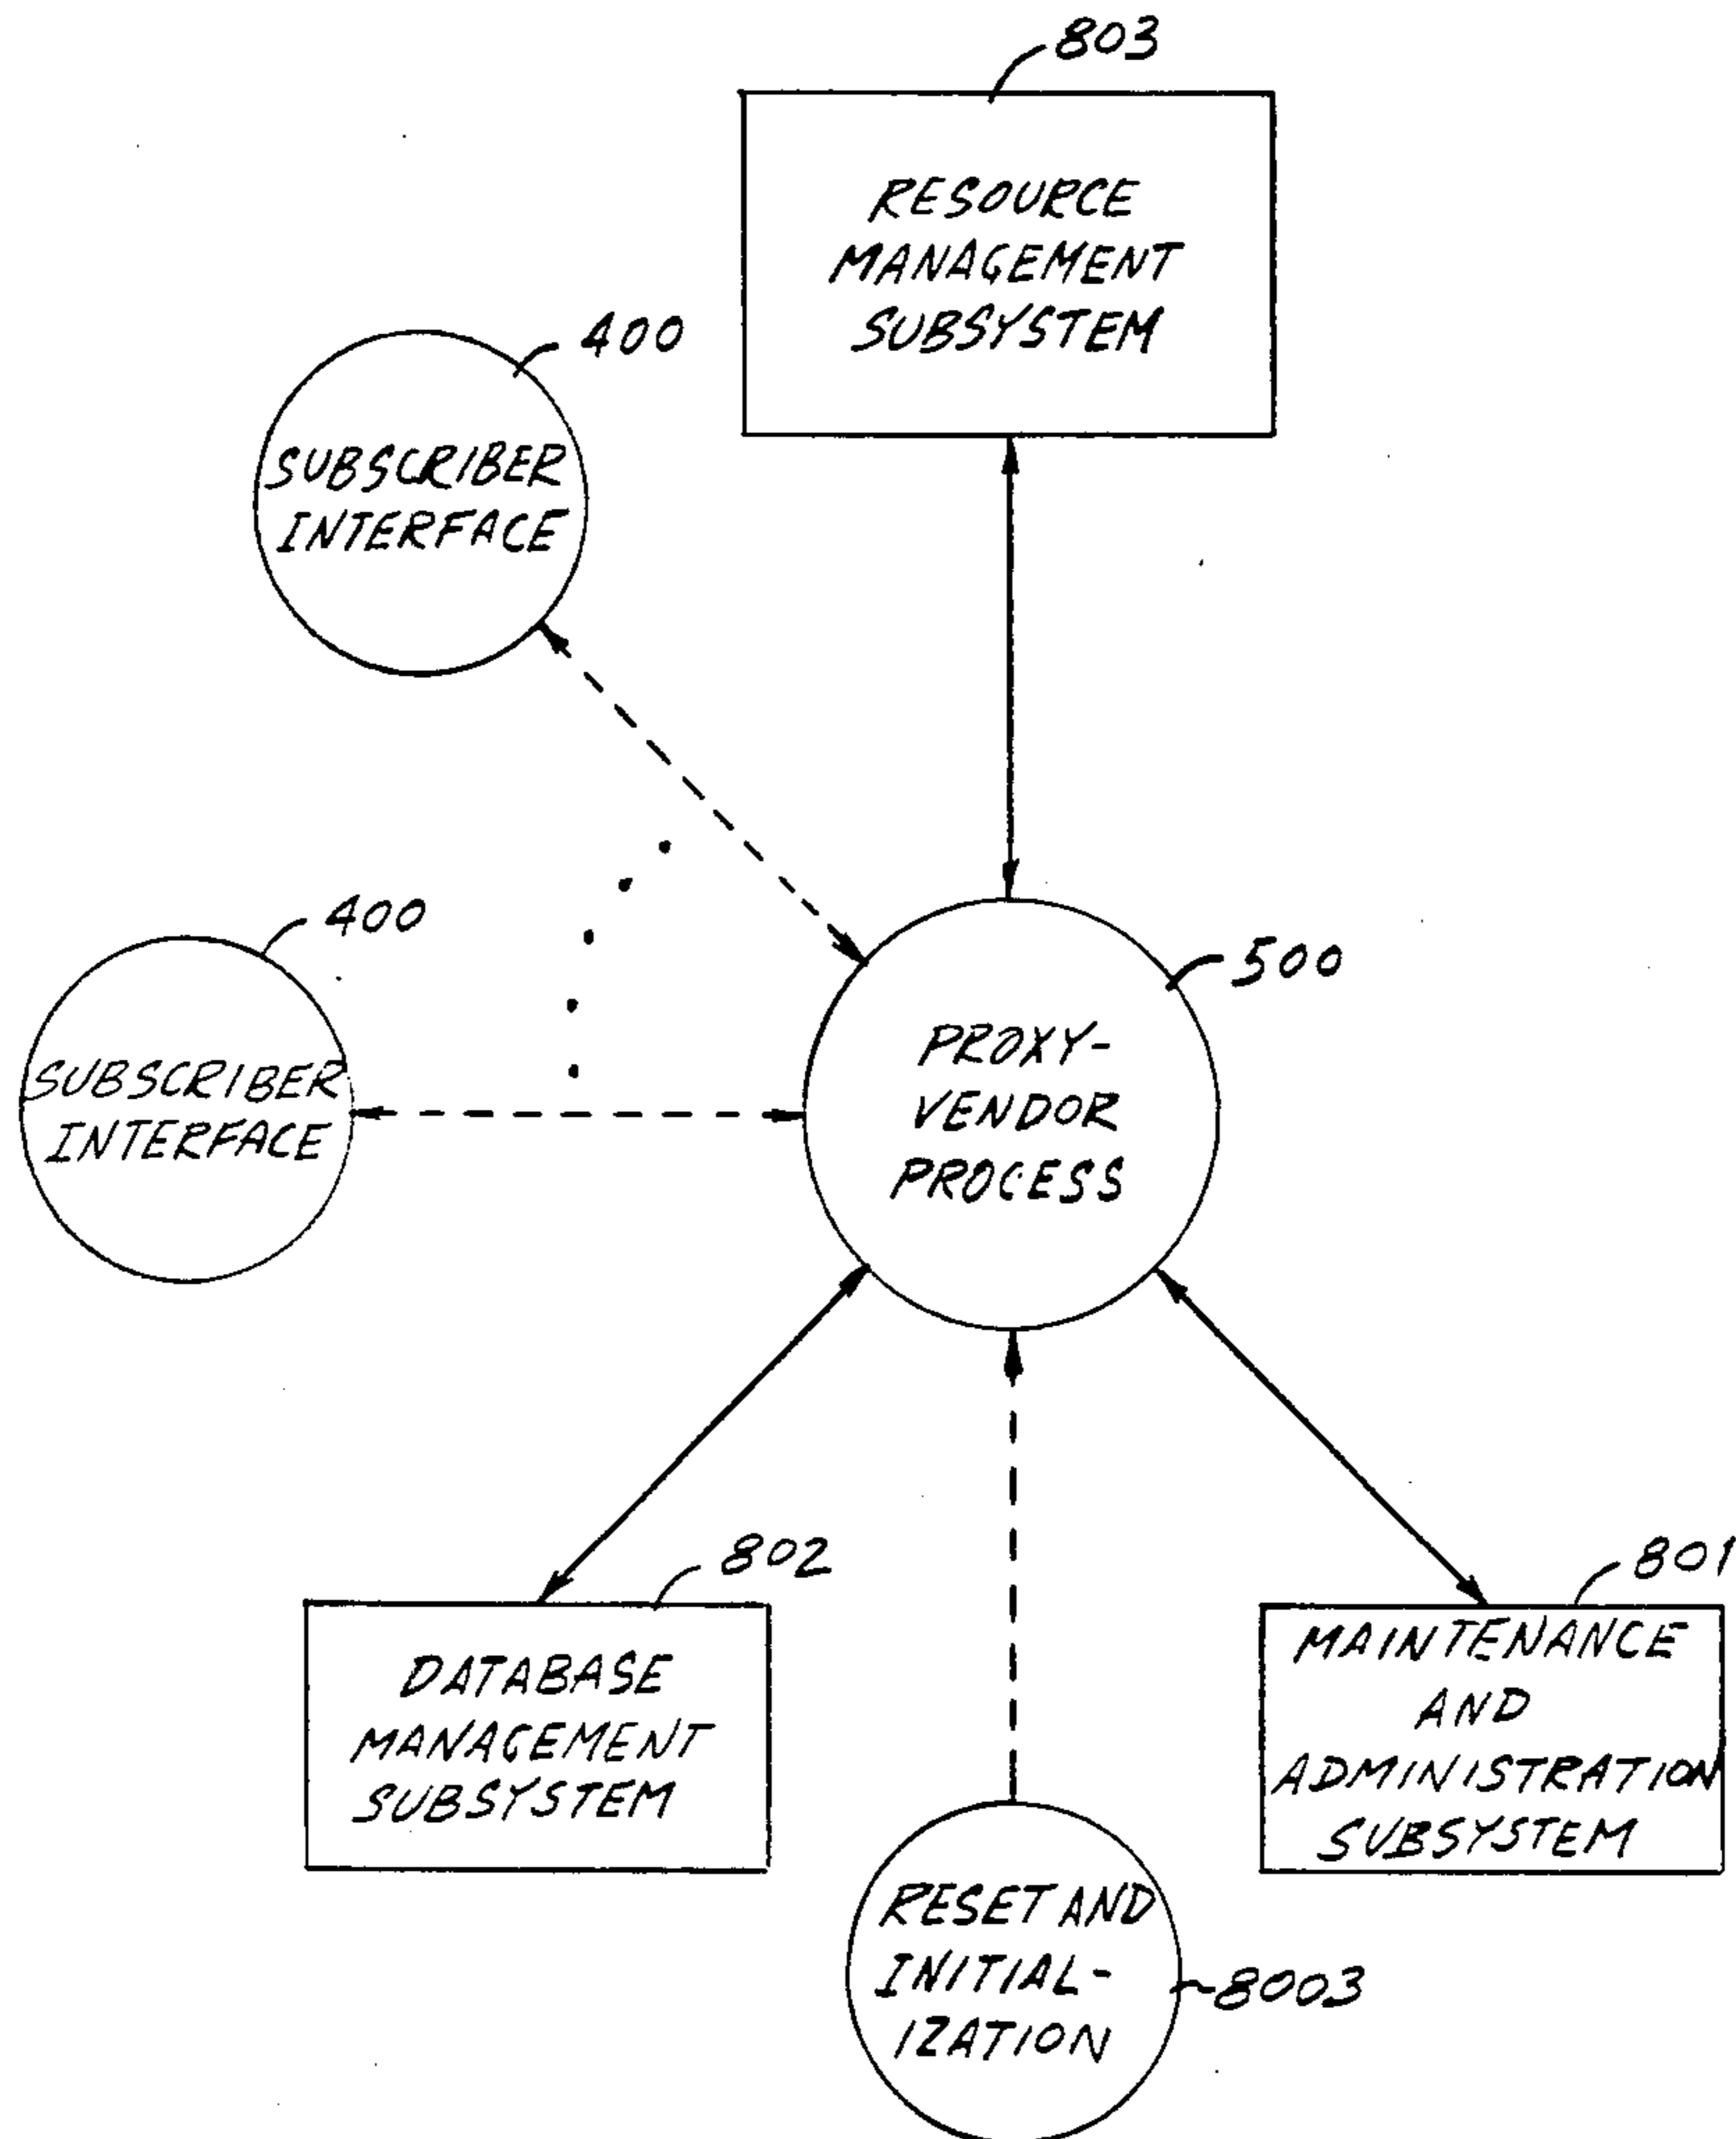 803
RESOURCE
MANAGEMENT
SUBSYSTEM
400
SUBSCRIBER
INTERFACE
400
SUBSCRIBER
INTERFACE
500
PROXY-
VENDOR
PROCESS
802
DATABASE
MANAGEMENT
SUBSYSTEM
801
MAINTENANCE
AND
ADMINISTRATION
SUBSYSTEM
RESET AND
INITIAL-
IZATION
8003